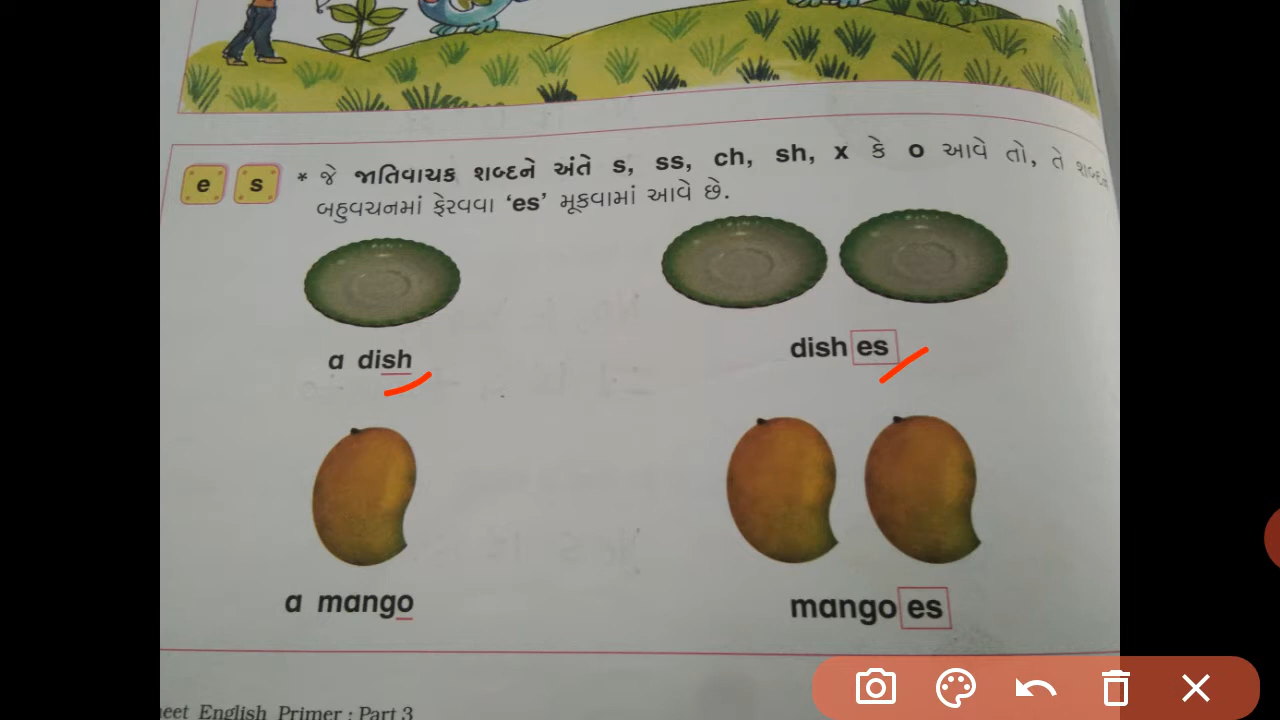 e s * જે જાતિવાચક શબ્દને અંતે s, ss, ch, sh, x કે o આવે તો, તે
બહુવચનમાં ફેરવવા ‘es’ મૂકવામાં આવે છે.
a dish dish es
a mango mango es
English Primer : Part 3